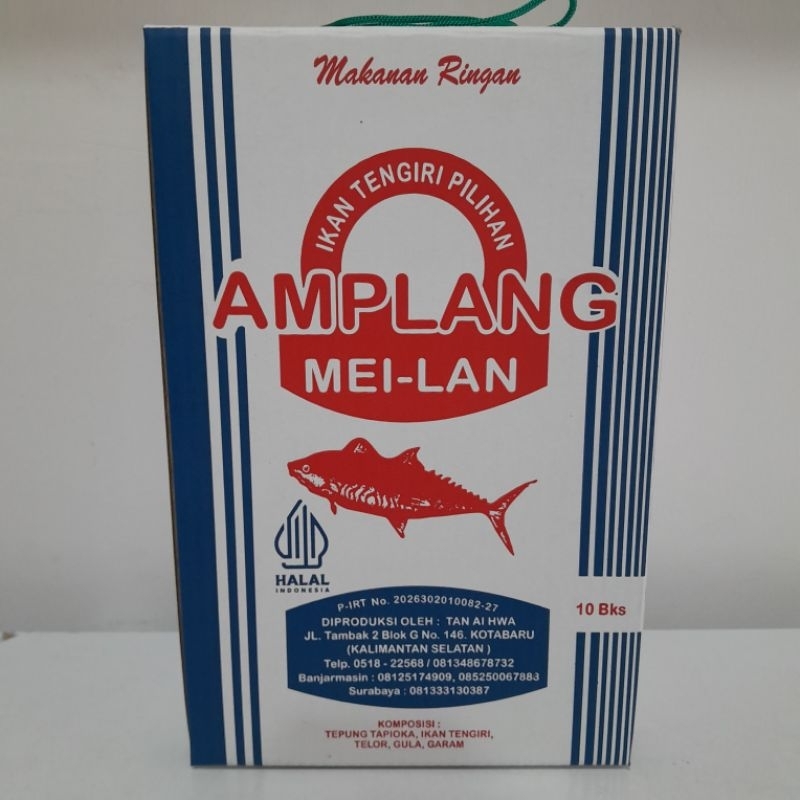 Makanan Ringan
IKAN TENGIRI PILIHAN
AMPLANG
MEI-LAN
HALAL
INDONESIA
P-IRT No. 2026302010082-27
DIPRODUKSI OLEH : TAN AI HWA
JL. Tambak 2 Blok G No. 146. KOTABARU
(KALIMANTAN SELATAN )
Telp. 0518 - 22568 / 081348678732
Banjarmasin : 08125174909, 085250067883
Surabaya : 081333130387
10 Bks
KOMPOSISI :
TEPUNG TAPIOKA, IKAN TENGIRI,
TELOR, GULA, GARAM